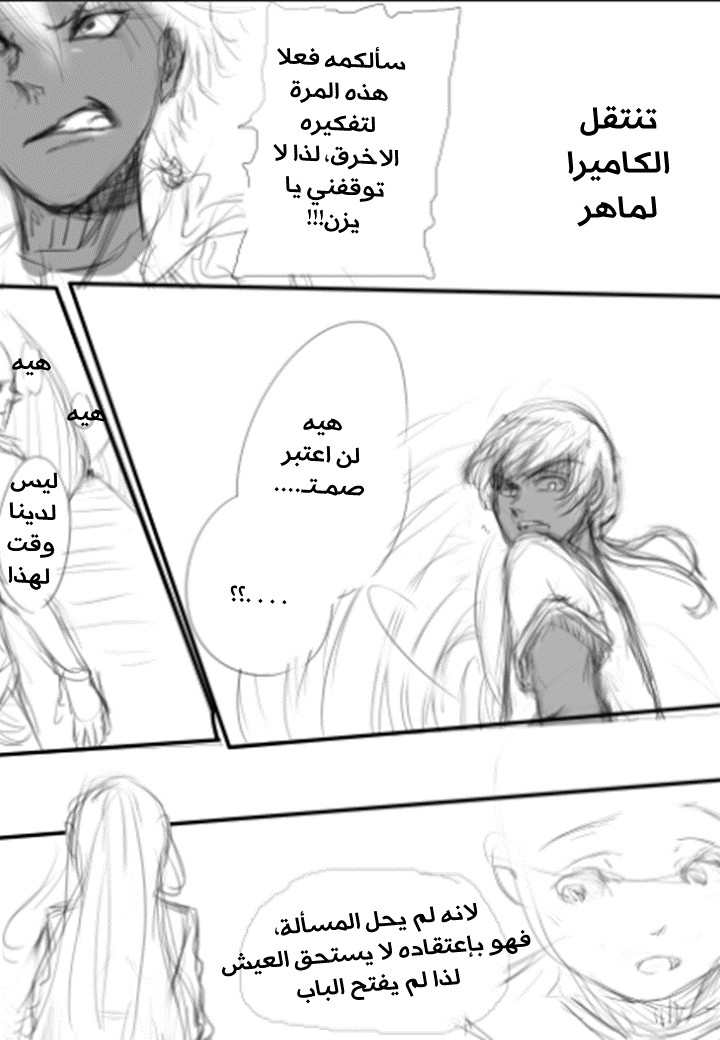 تنتقل
الكاميرا
لماهر
سألكمه فعلا
هذه المرة
لتفكيره
الاخرق، لذا لا
توقفني يا
يزن!!!
هيه
لن اعتبر
صمتـ....
....؟؟
هيه
هيه
ليس
لدينا
وقت
لهذا
لانه لم يحل المسألة،
فهو بإعتقاده لا يستحق العيش
لذا لم يفتح الباب